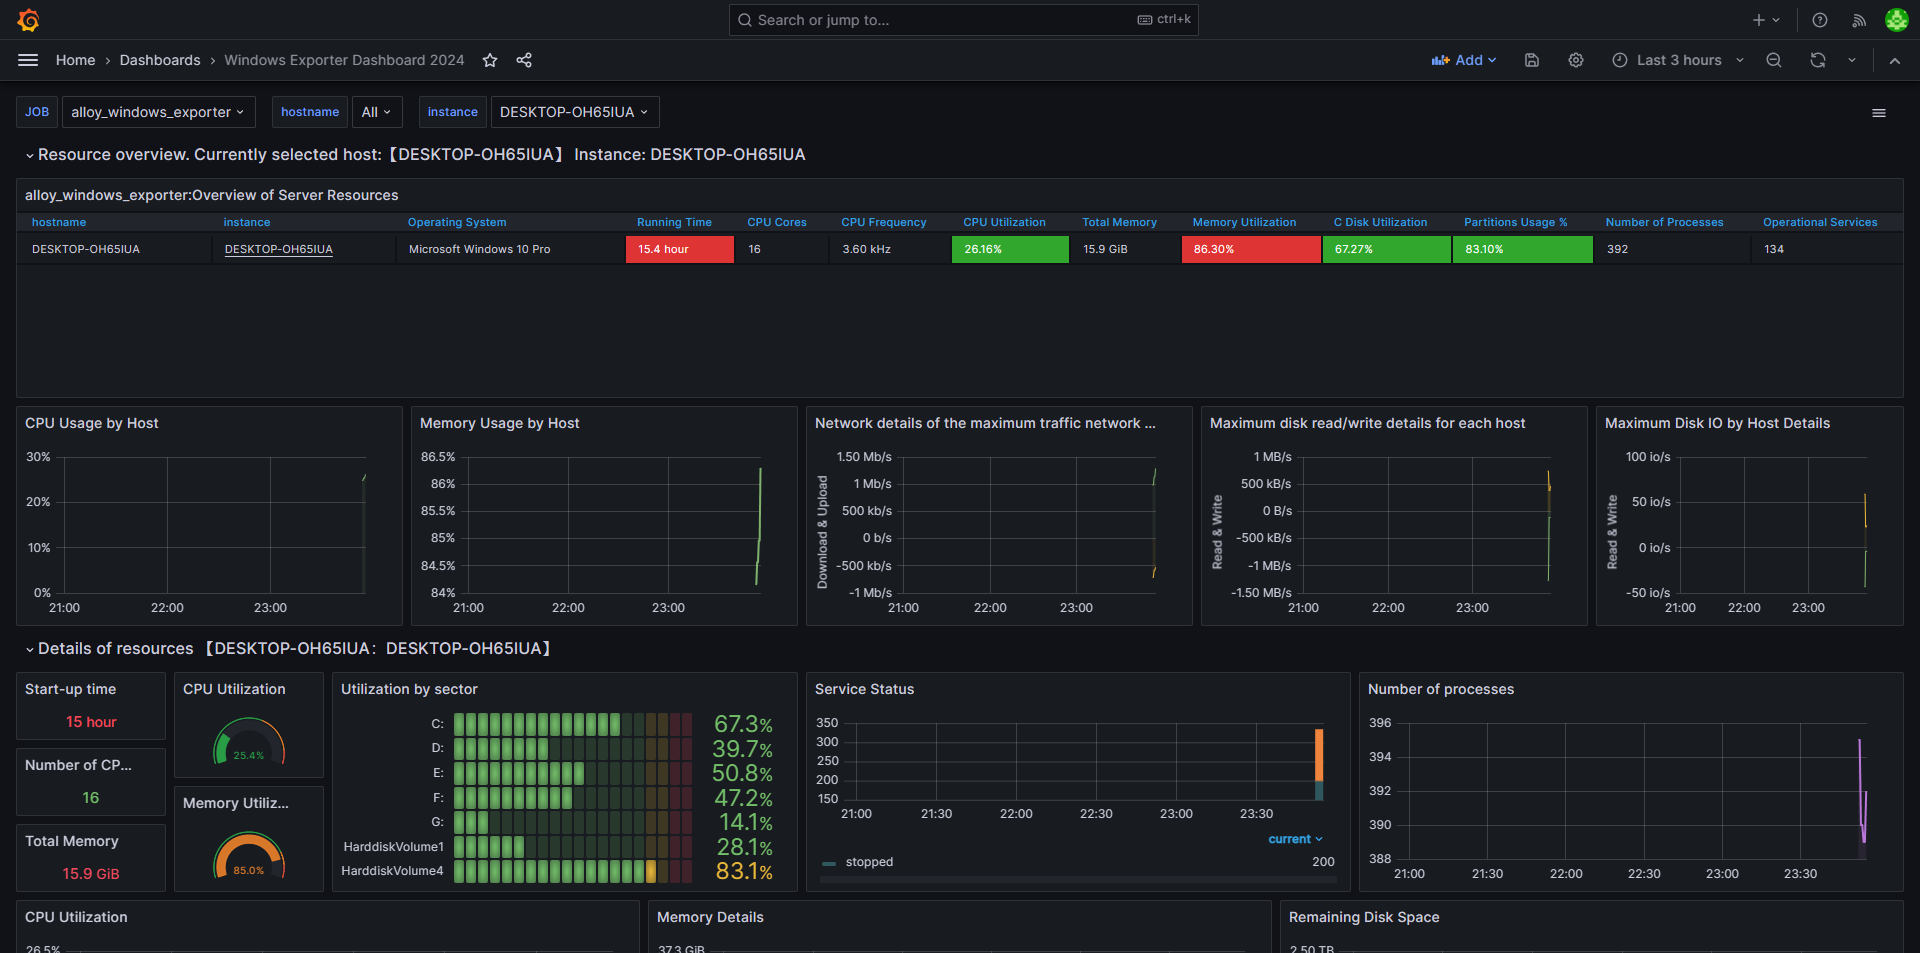 Search or jump to...
ctrl+k
Home › Dashboards › Windows Exporter Dashboard 2024
Add
Last 3 hours
JOB alloy_windows_exporter hostname All instance DESKTOP-OH65IUA
Resource overview. Currently selected host:【DESKTOP-OH65IUA】 Instance: DESKTOP-OH65IUA
alloy_windows_exporter:Overview of Server Resources
hostname instance Operating System Running Time CPU Cores CPU Frequency CPU Utilization Total Memory Memory Utilization C Disk Utilization Partitions Usage % Number of Processes Operational Services
DESKTOP-OH65IUA DESKTOP-OH65IUA Microsoft Windows 10 Pro 15.4 hour 16 3.60 kHz 26.16% 15.9 GiB 86.30% 67.27% 83.10% 392 134
CPU Usage by Host
30%
20%
10%
0%
21:00 22:00 23:00
Memory Usage by Host
86.5%
86%
85.5%
85%
84.5%
84%
21:00 22:00 23:00
Network details of the maximum traffic network ...
Download & Upload
1.50 Mb/s
1 Mb/s
500 kb/s
0 b/s
-500 kb/s
-1 Mb/s
21:00 22:00 23:00
Maximum disk read/write details for each host
Read & Write
1 MB/s
500 kB/s
0 B/s
-500 kB/s
-1 MB/s
-1.50 MB/s
21:00 22:00 23:00
Maximum Disk IO by Host Details
Read & Write
100 io/s
50 io/s
0 io/s
-50 io/s
21:00 22:00 23:00
Details of resources 【DESKTOP-OH65IUA：DESKTOP-OH65IUA】
Start-up time
15 hour
Number of CP...
16
Total Memory
15.9 GiB
CPU Utilization
25.4%
Memory Utiliz...
85.0%
Utilization by sector
C: 67.3%
D: 39.7%
E: 50.8%
F: 47.2%
G: 14.1%
HarddiskVolume1 28.1%
HarddiskVolume4 83.1%
Service Status
350
300
250
200
150
21:00 21:30 22:00 22:30 23:00 23:30
current
stopped 200
Number of processes
396
394
392
390
388
21:00 21:30 22:00 22:30 23:00 23:30
CPU Utilization
26.5%
Memory Details
37.3 GiB
Remaining Disk Space
2.50 TB